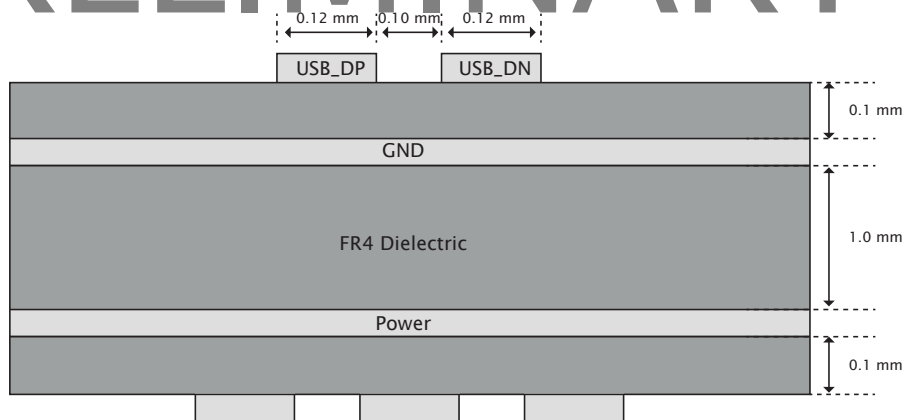 PRELIMINARY
0.12 mm 0.10 mm 0.12 mm
USB_DP USB_DN
0.1 mm
GND
FR4 Dielectric
1.0 mm
Power
0.1 mm